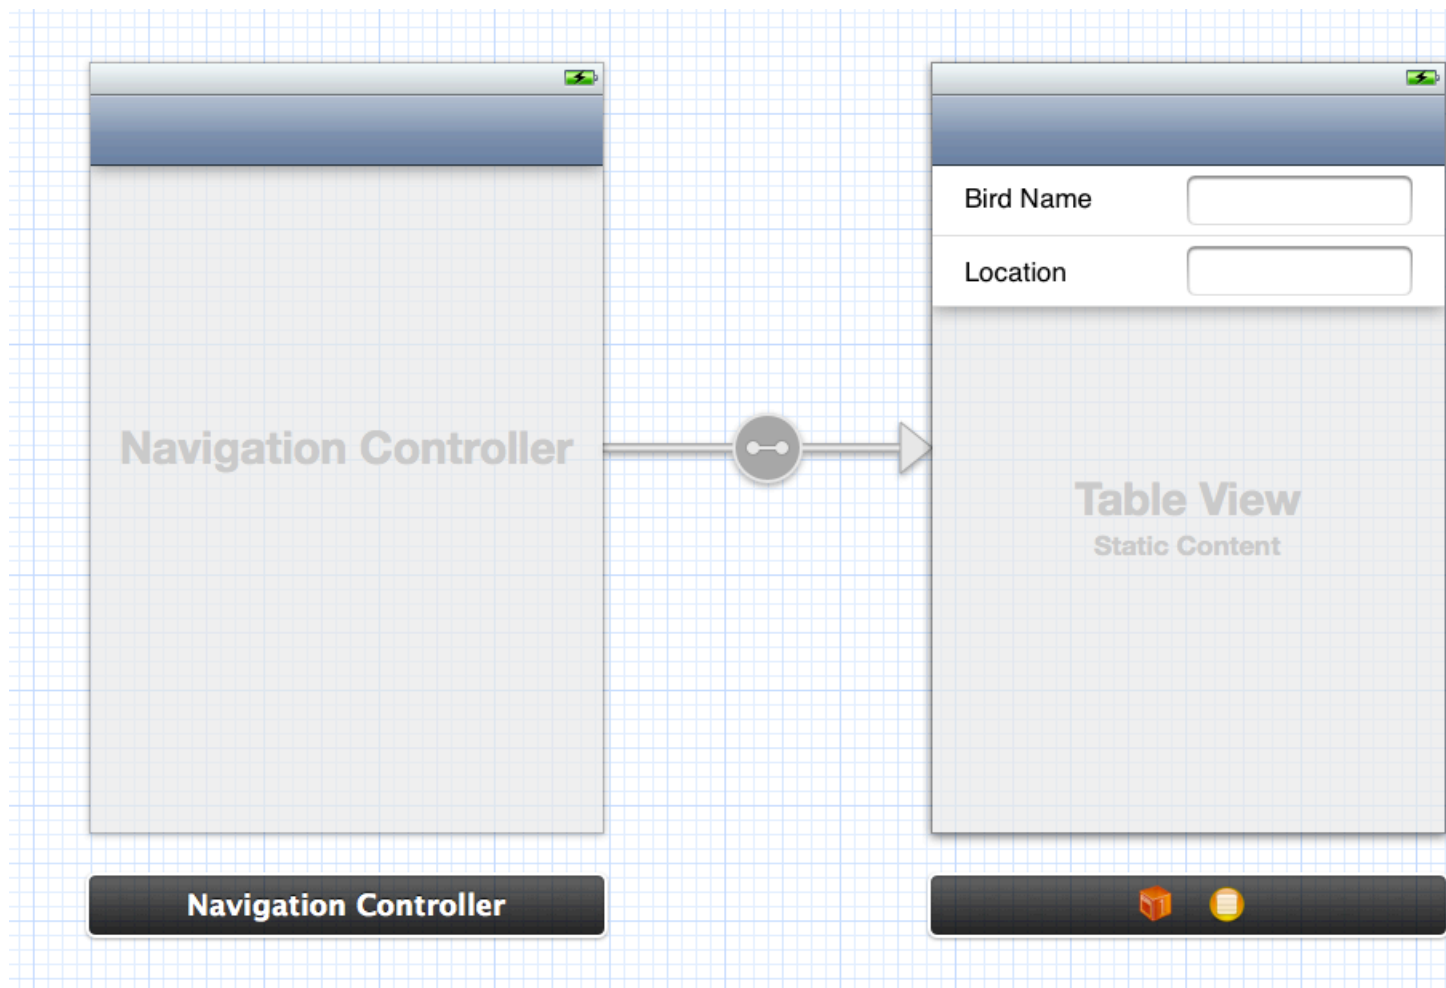 Navigation Controller
Navigation Controller
Bird Name
Location
Table View
Static Content